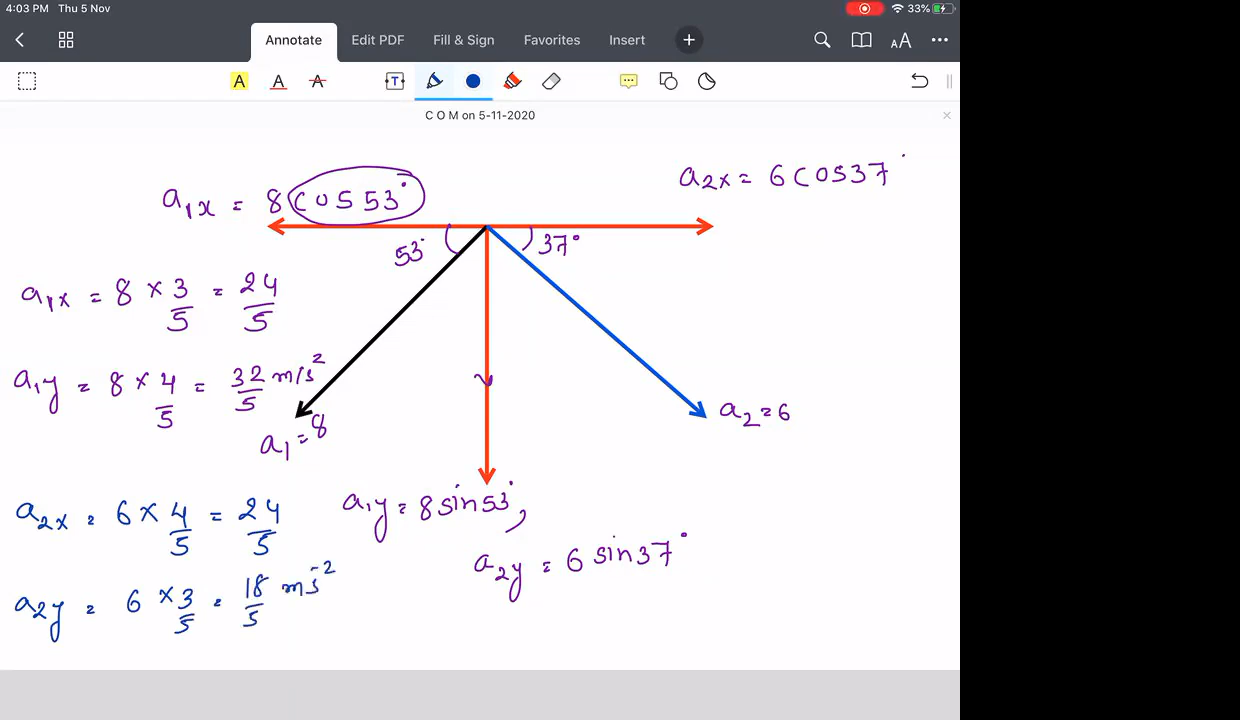 4:03 PM Thu 5 Nov 33%
Annotate Edit PDF Fill & Sign Favorites Insert
A A A T
C O M on 5-11-2020
a1x = 8 cos 53°
a2x = 6 cos 37°
53° 37°
a1x = 8 × 3/5 = 24/5
a1y = 8 × 4/5 = 32/5 m/s²
a1 = 8
a2 = 6
a2x = 6 × 4/5 = 24/5
a1y = 8 sin 53°,
a2y = 6 sin 37°
a2y = 6 × 3/5 = 18/5 ms⁻²